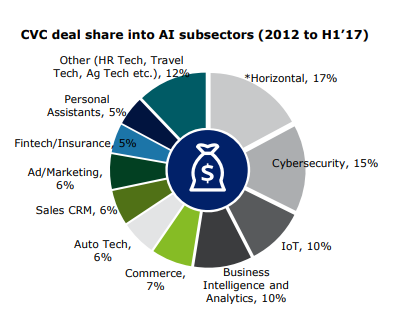 CVC deal share into AI subsectors (2012 to H1’17)
*Horizontal, 17%
Cybersecurity, 15%
IoT, 10%
Business
Intelligence and
Analytics, 10%
Commerce,
7%
Auto Tech,
6%
Sales CRM, 6%
Ad/Marketing,
6%
Fintech/Insurance, 5%
Personal
Assistants, 5%
Other (HR Tech, Travel
Tech, Ag Tech etc.), 12%
$